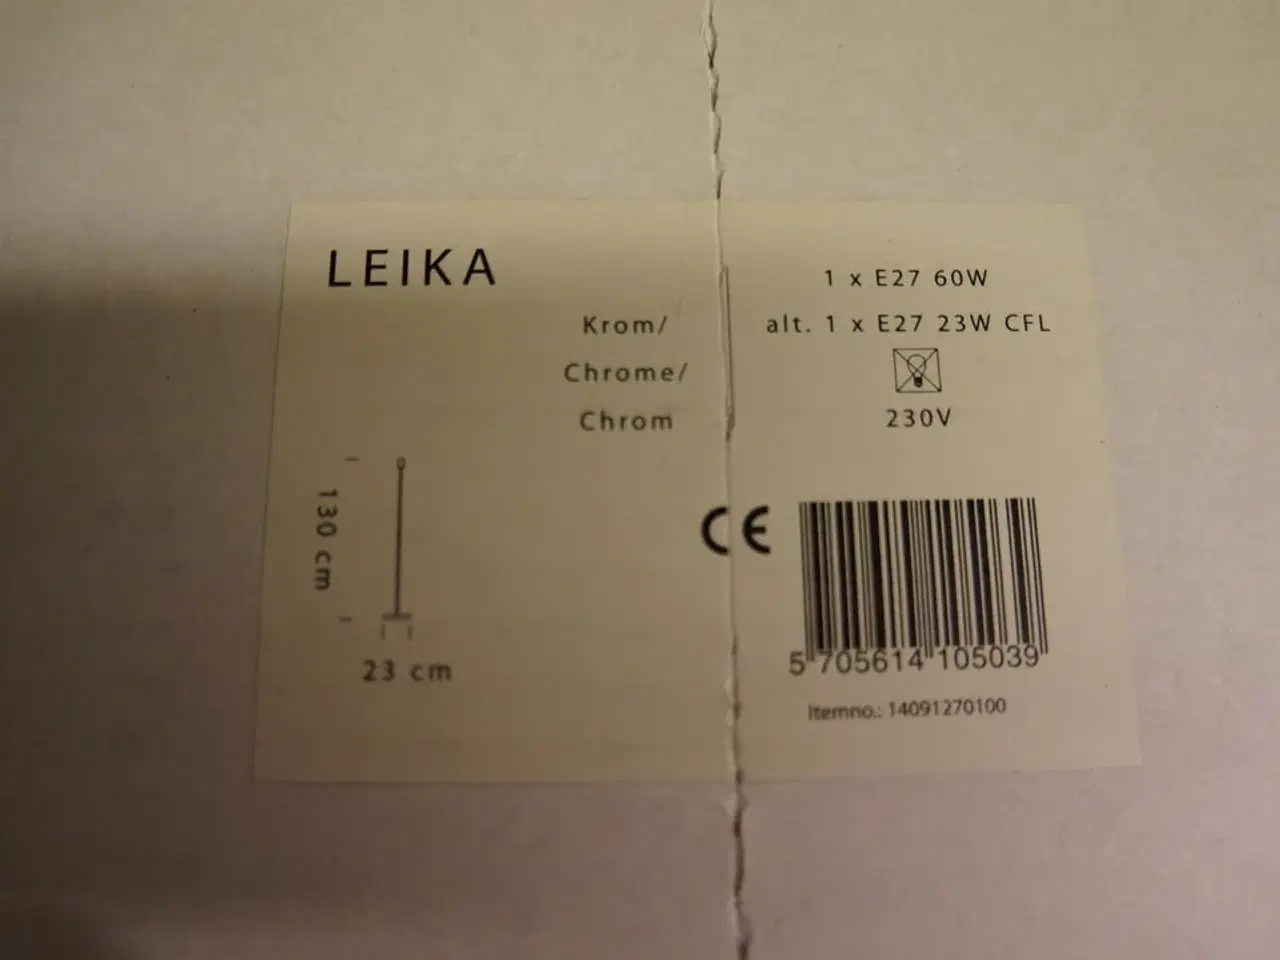 LEIKA
Krom/
Chrome/
Chrom
130 cm
23 cm
1 x E27 60W
alt. 1 x E27 23W CFL
230V
CE
5 705614 105039
Itemno.: 14091270100